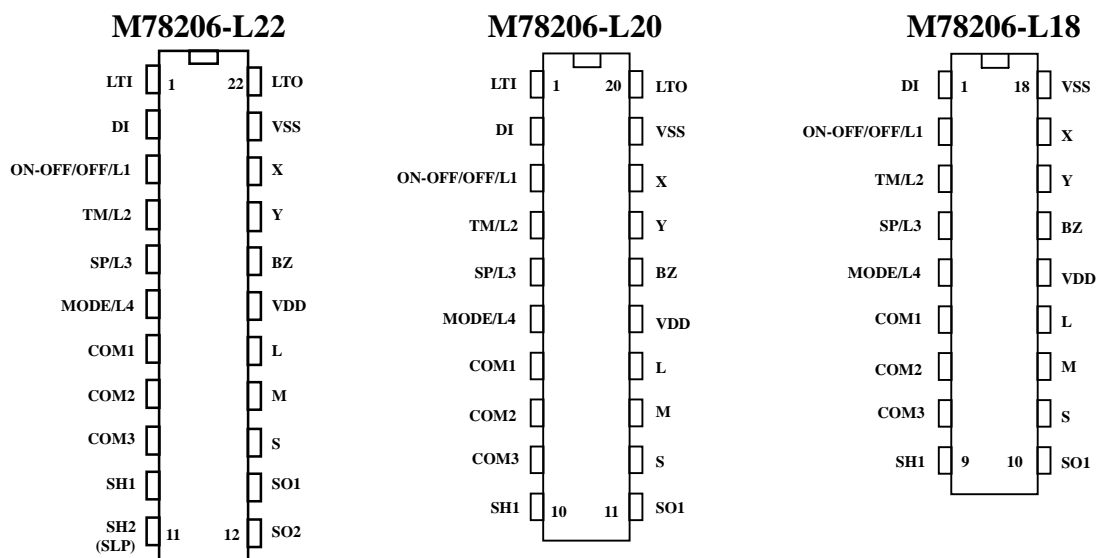 M78206-L22
LTI 1 22 LTO
DI VSS
ON-OFF/OFF/L1 X
TM/L2 Y
SP/L3 BZ
MODE/L4 VDD
COM1 L
COM2 M
COM3 S
SH1 SO1
SH2 11 12 SO2
(SLP)
M78206-L20
LTI 1 20 LTO
DI VSS
ON-OFF/OFF/L1 X
TM/L2 Y
SP/L3 BZ
MODE/L4 VDD
COM1 L
COM2 M
COM3 S
SH1 10 11 SO1
M78206-L18
DI 1 18 VSS
ON-OFF/OFF/L1 X
TM/L2 Y
SP/L3 BZ
MODE/L4 VDD
COM1 L
COM2 M
COM3 S
SH1 9 10 SO1